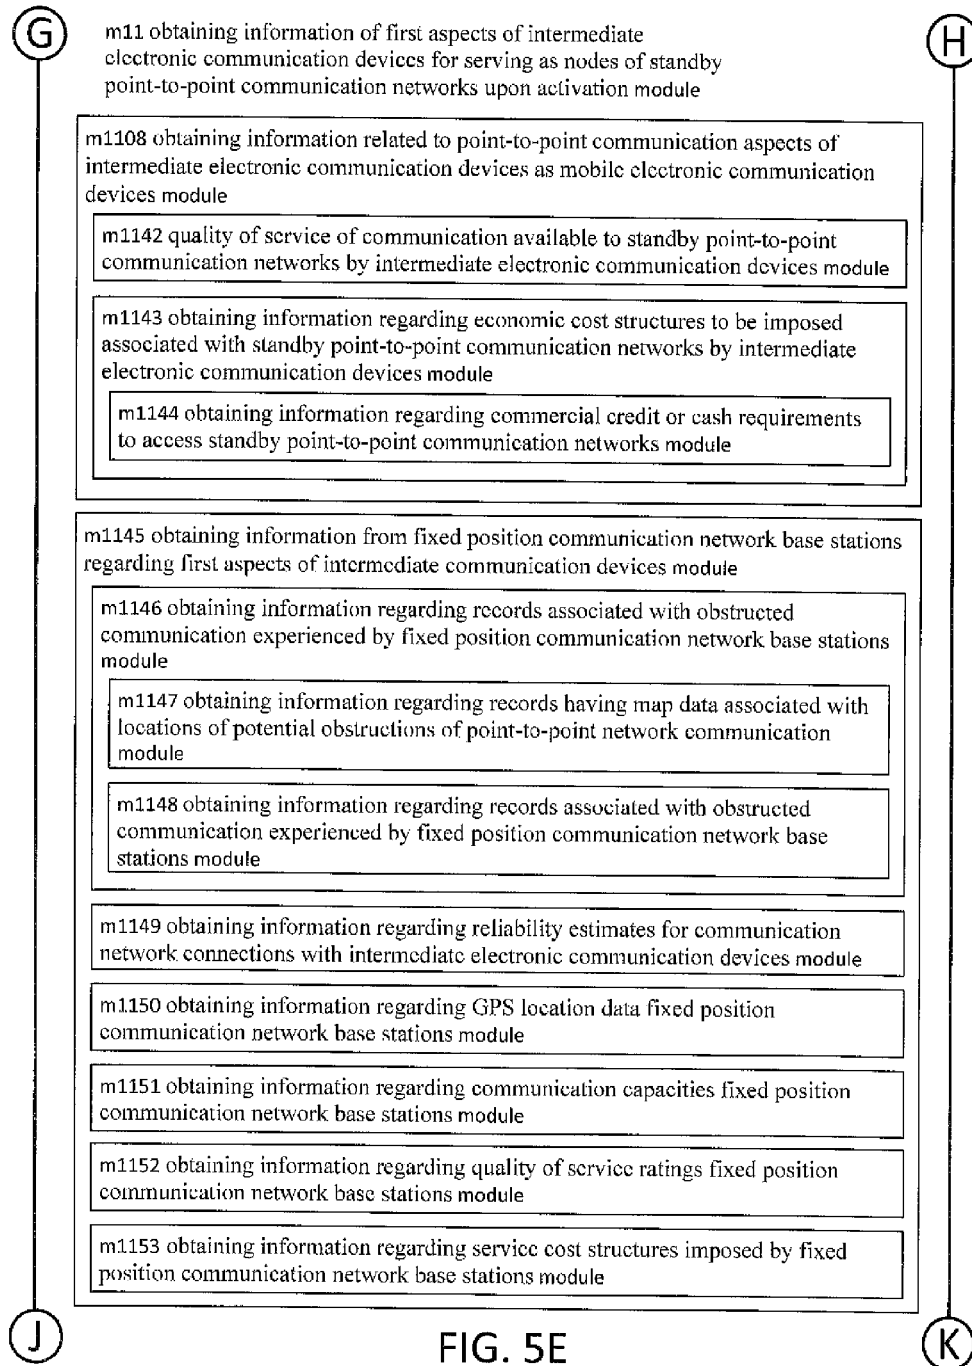 G
H
m11 obtaining information of first aspects of intermediate
electronic communication devices for serving as nodes of standby
point-to-point communication networks upon activation module
m1108 obtaining information related to point-to-point communication aspects of
intermediate electronic communication devices as mobile electronic communication
devices module
m1142 quality of service of communication available to standby point-to-point
communication networks by intermediate electronic communication devices module
m1143 obtaining information regarding economic cost structures to be imposed
associated with standby point-to-point communication networks by intermediate
electronic communication devices module
m1144 obtaining information regarding commercial credit or cash requirements
to access standby point-to-point communication networks module
m1145 obtaining information from fixed position communication network base stations
regarding first aspects of intermediate communication devices module
m1146 obtaining information regarding records associated with obstructed
communication experienced by fixed position communication network base stations
module
m1147 obtaining information regarding records having map data associated with
locations of potential obstructions of point-to-point network communication
module
m1148 obtaining information regarding records associated with obstructed
communication experienced by fixed position communication network base
stations module
m1149 obtaining information regarding reliability estimates for communication
network connections with intermediate electronic communication devices module
m1150 obtaining information regarding GPS location data fixed position
communication network base stations module
m1151 obtaining information regarding communication capacities fixed position
communication network base stations module
m1152 obtaining information regarding quality of service ratings fixed position
communication network base stations module
m1153 obtaining information regarding service cost structures imposed by fixed
position communication network base stations module
J
K
FIG. 5E